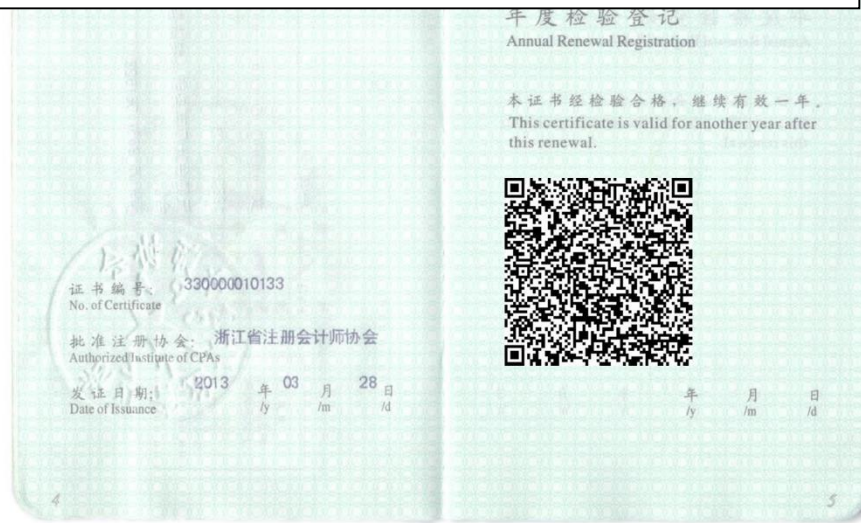 证书编号:
330000010133
No. of Certificate
批准注册协会:
浙江省注册会计师协会
Authorized Institute of CPAs
发证日期:
2013 年 03 月 28 日
Date of Issuance /y /m /d
4
年度检验登记
Annual Renewal Registration
本证书经检验合格，继续有效一年。
This certificate is valid for another year after
this renewal.
年 月 日
/y /m /d
5